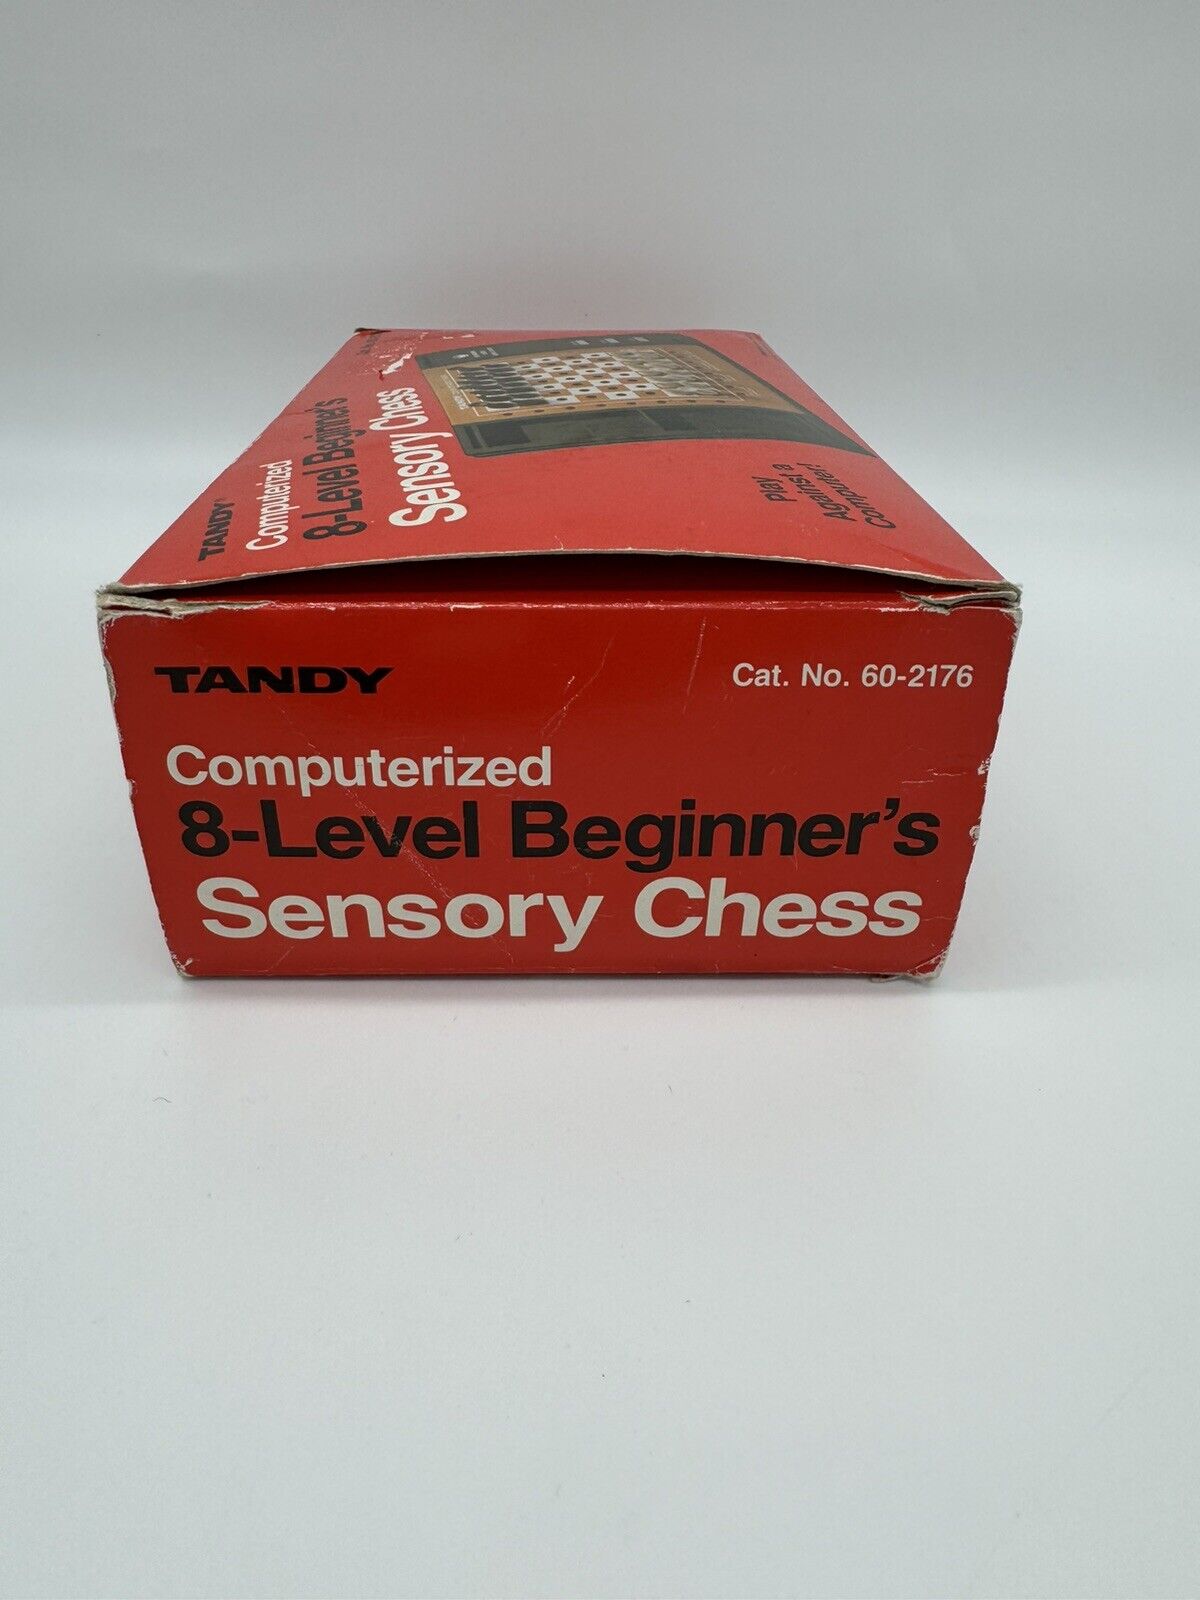 TANDY
Computerized
8-Level Beginner's
Sensory Chess
Play
Against a
Computer!
TANDY
Cat. No. 60-2176
Computerized
8-Level Beginner's
Sensory Chess